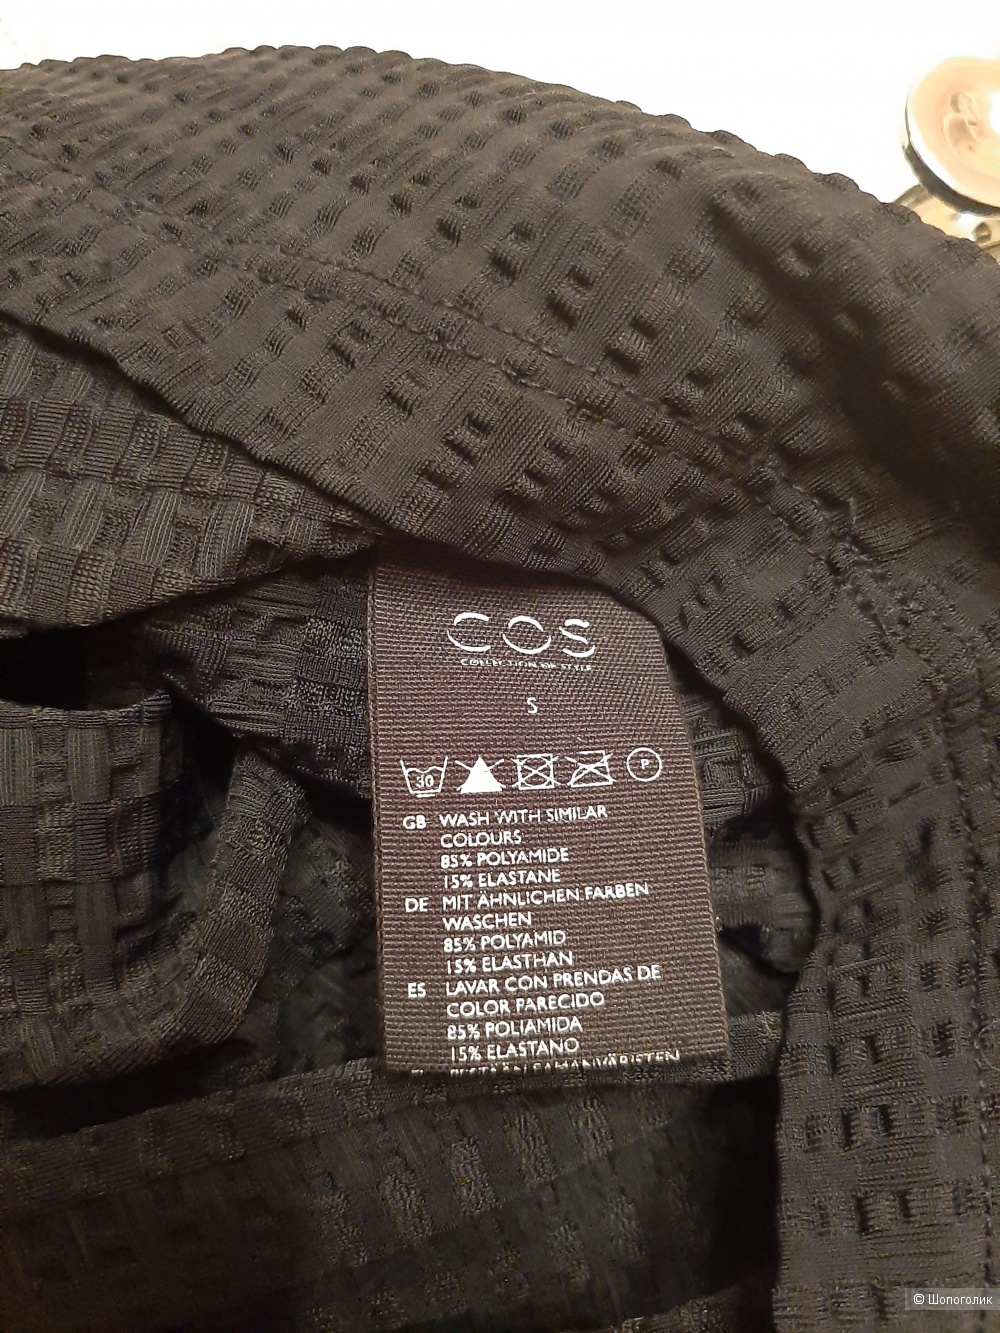 COS
COLLECTION OF STYLE
S
30
P
GB WASH WITH SIMILAR
COLOURS
85% POLYAMIDE
15% ELASTANE
DE MIT ÄHNLICHEN FARBEN
WASCHEN
85% POLYAMID
15% ELASTHAN
ES LAVAR CON PRENDAS DE
COLOR PARECIDO
85% POLIAMIDA
15% ELASTANO
© Шопоголик